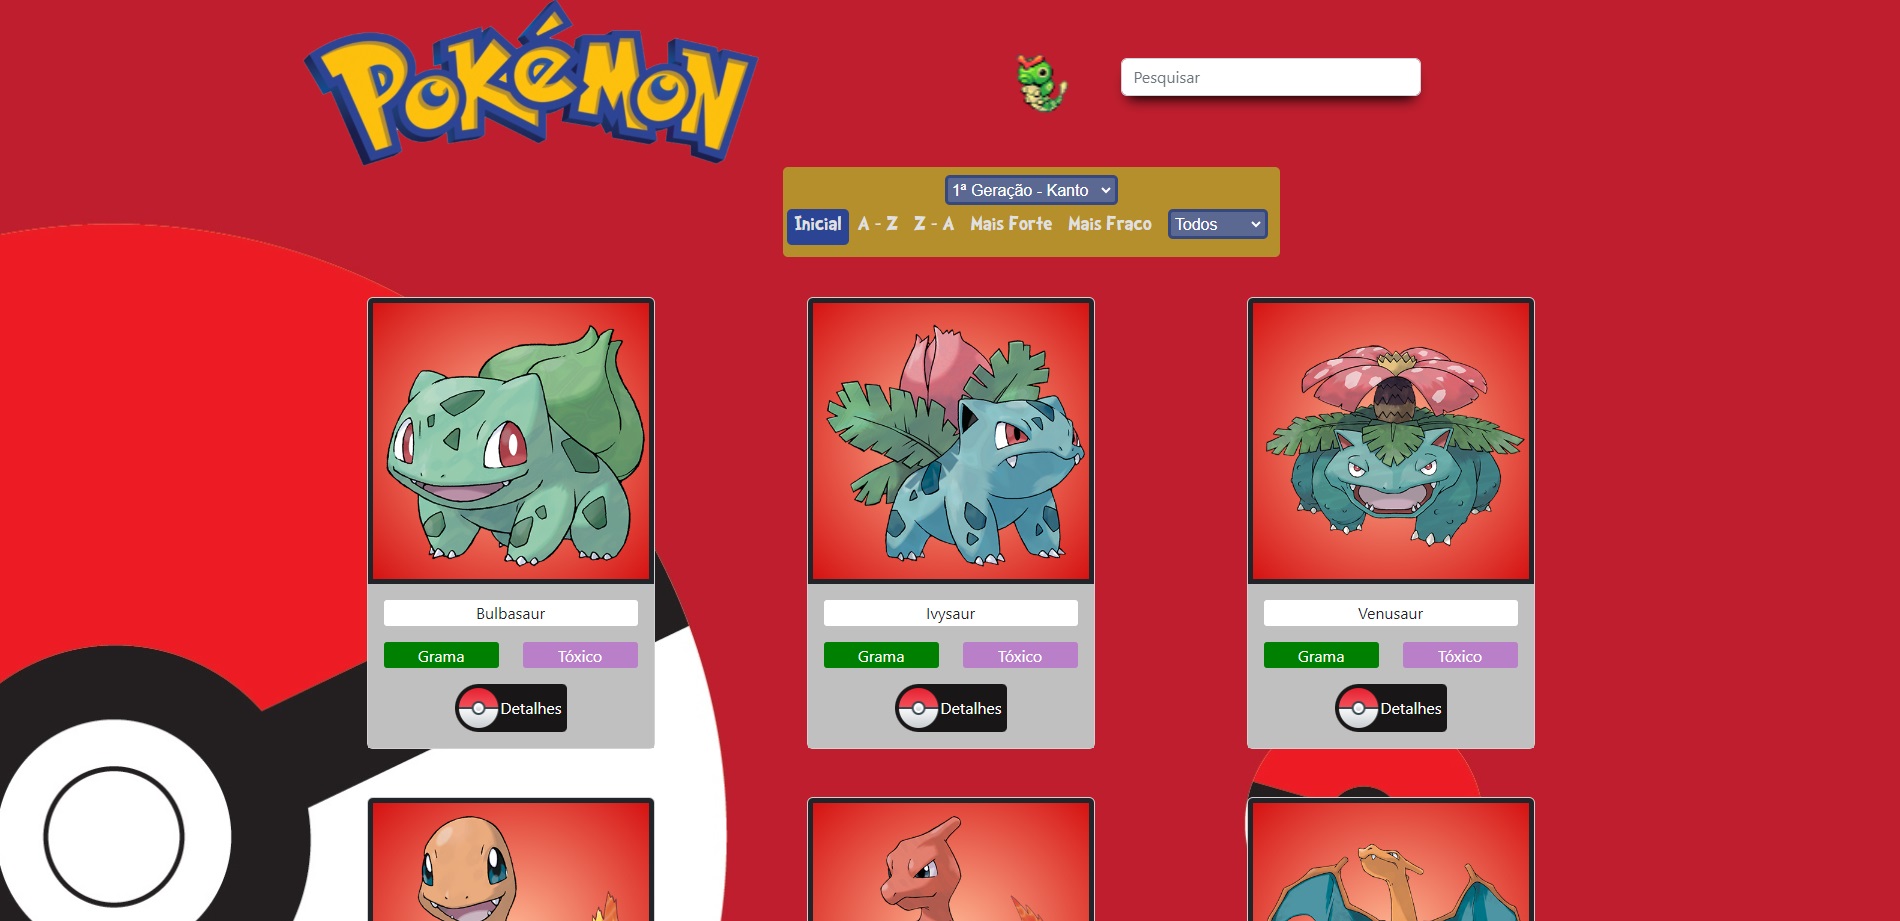 Pokémon
Pesquisar
1ª Geração - Kanto
Inicial A - Z Z - A Mais Forte Mais Fraco Todos
Bulbasaur
Grama Tóxico
Detalhes
Ivysaur
Grama Tóxico
Detalhes
Venusaur
Grama Tóxico
Detalhes